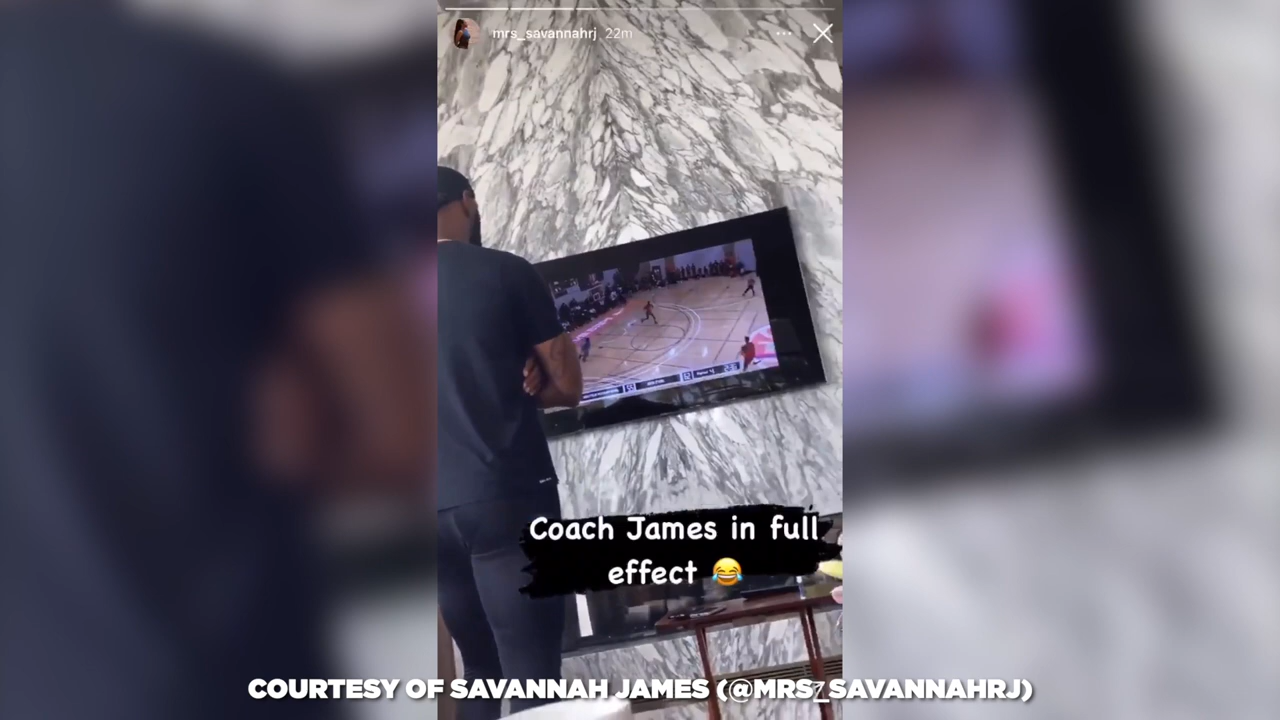 mrs_savannahrj 22m
Coach James in full
effect 😂
COURTESY OF SAVANNAH JAMES (@MRS_SAVANNAHRJ)